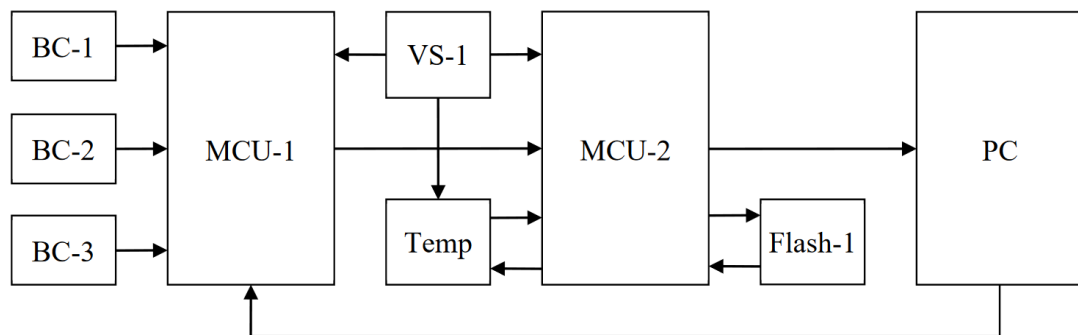 BC-1
VS-1
BC-2
MCU-1
MCU-2
PC
BC-3
Temp
Flash-1